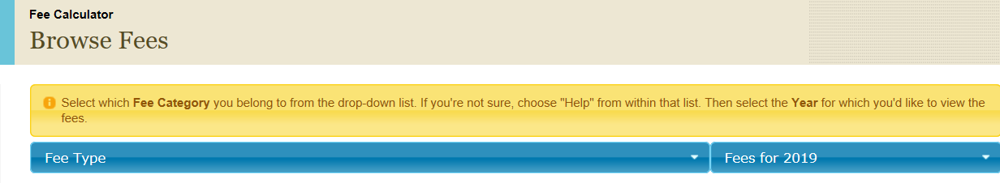 Fee Calculator
Browse Fees
Select which Fee Category you belong to from the drop-down list. If you're not sure, choose "Help" from within that list. Then select the Year for which you'd like to view the
fees.
Fee Type
Fees for 2019